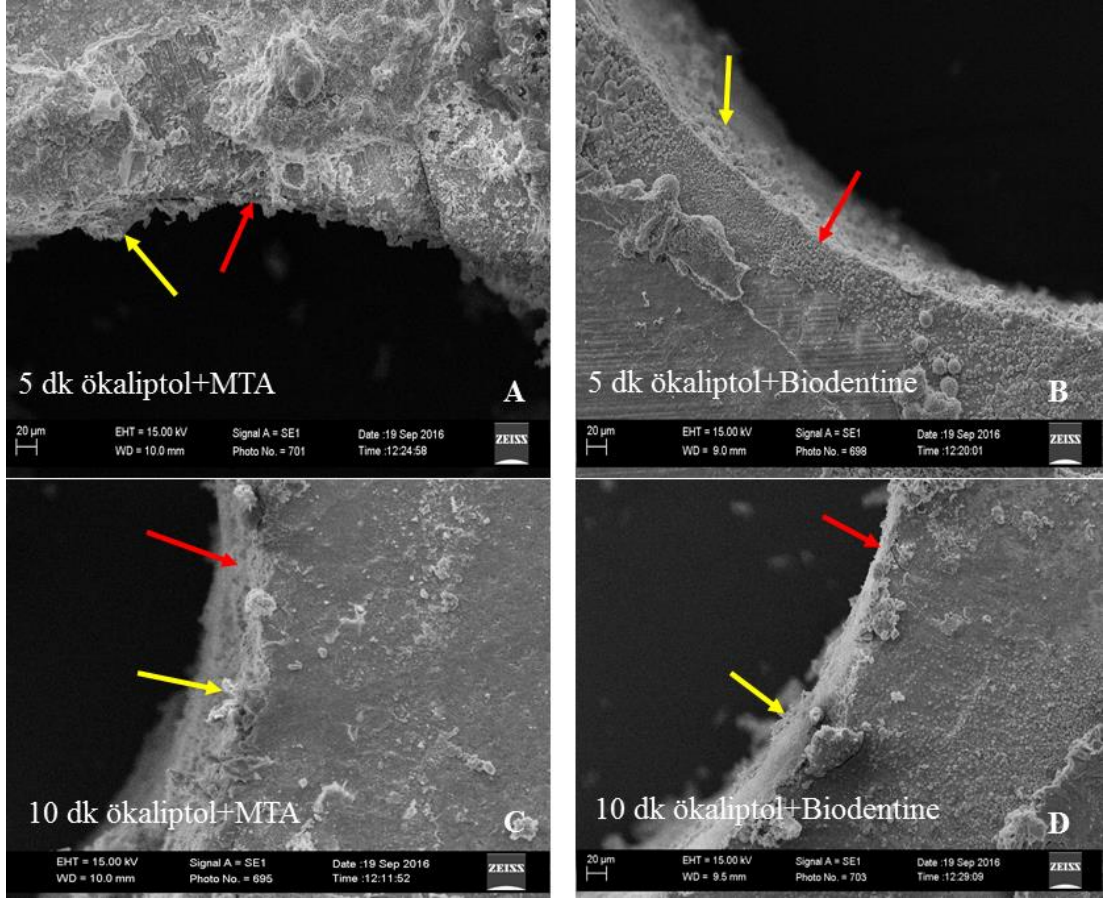 5 dk ökaliptol+MTA
A
20 µm
EHT = 15.00 kV
Signal A = SE1
Date :19 Sep 2016
WD = 10.0 mm
Photo No. = 701
Time :12:24:58
ZEISS
5 dk ökaliptol+Biodentine
B
20 µm
EHT = 15.00 kV
Signal A = SE1
Date :19 Sep 2016
WD = 9.0 mm
Photo No. = 698
Time :12:20:01
ZEISS
10 dk ökaliptol+MTA
C
EHT = 15.00 kV
Signal A = SE1
Date :19 Sep 2016
WD = 10.0 mm
Photo No. = 695
Time :12:11:52
ZEISS
10 dk ökaliptol+Biodentine
D
20 µm
EHT = 15.00 kV
Signal A = SE1
Date :19 Sep 2016
WD = 9.5 mm
Photo No. = 703
Time :12:29:09
ZEISS